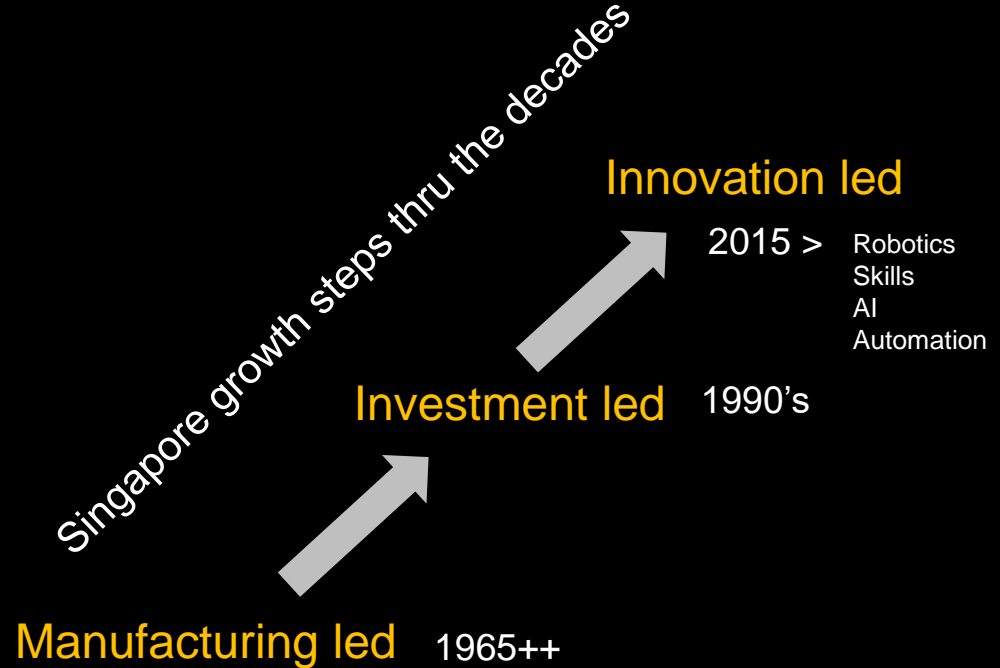 Singapore growth steps thru the decades
Innovation led
2015 >
Robotics
Skills
AI
Automation
Investment led
1990’s
Manufacturing led
1965++